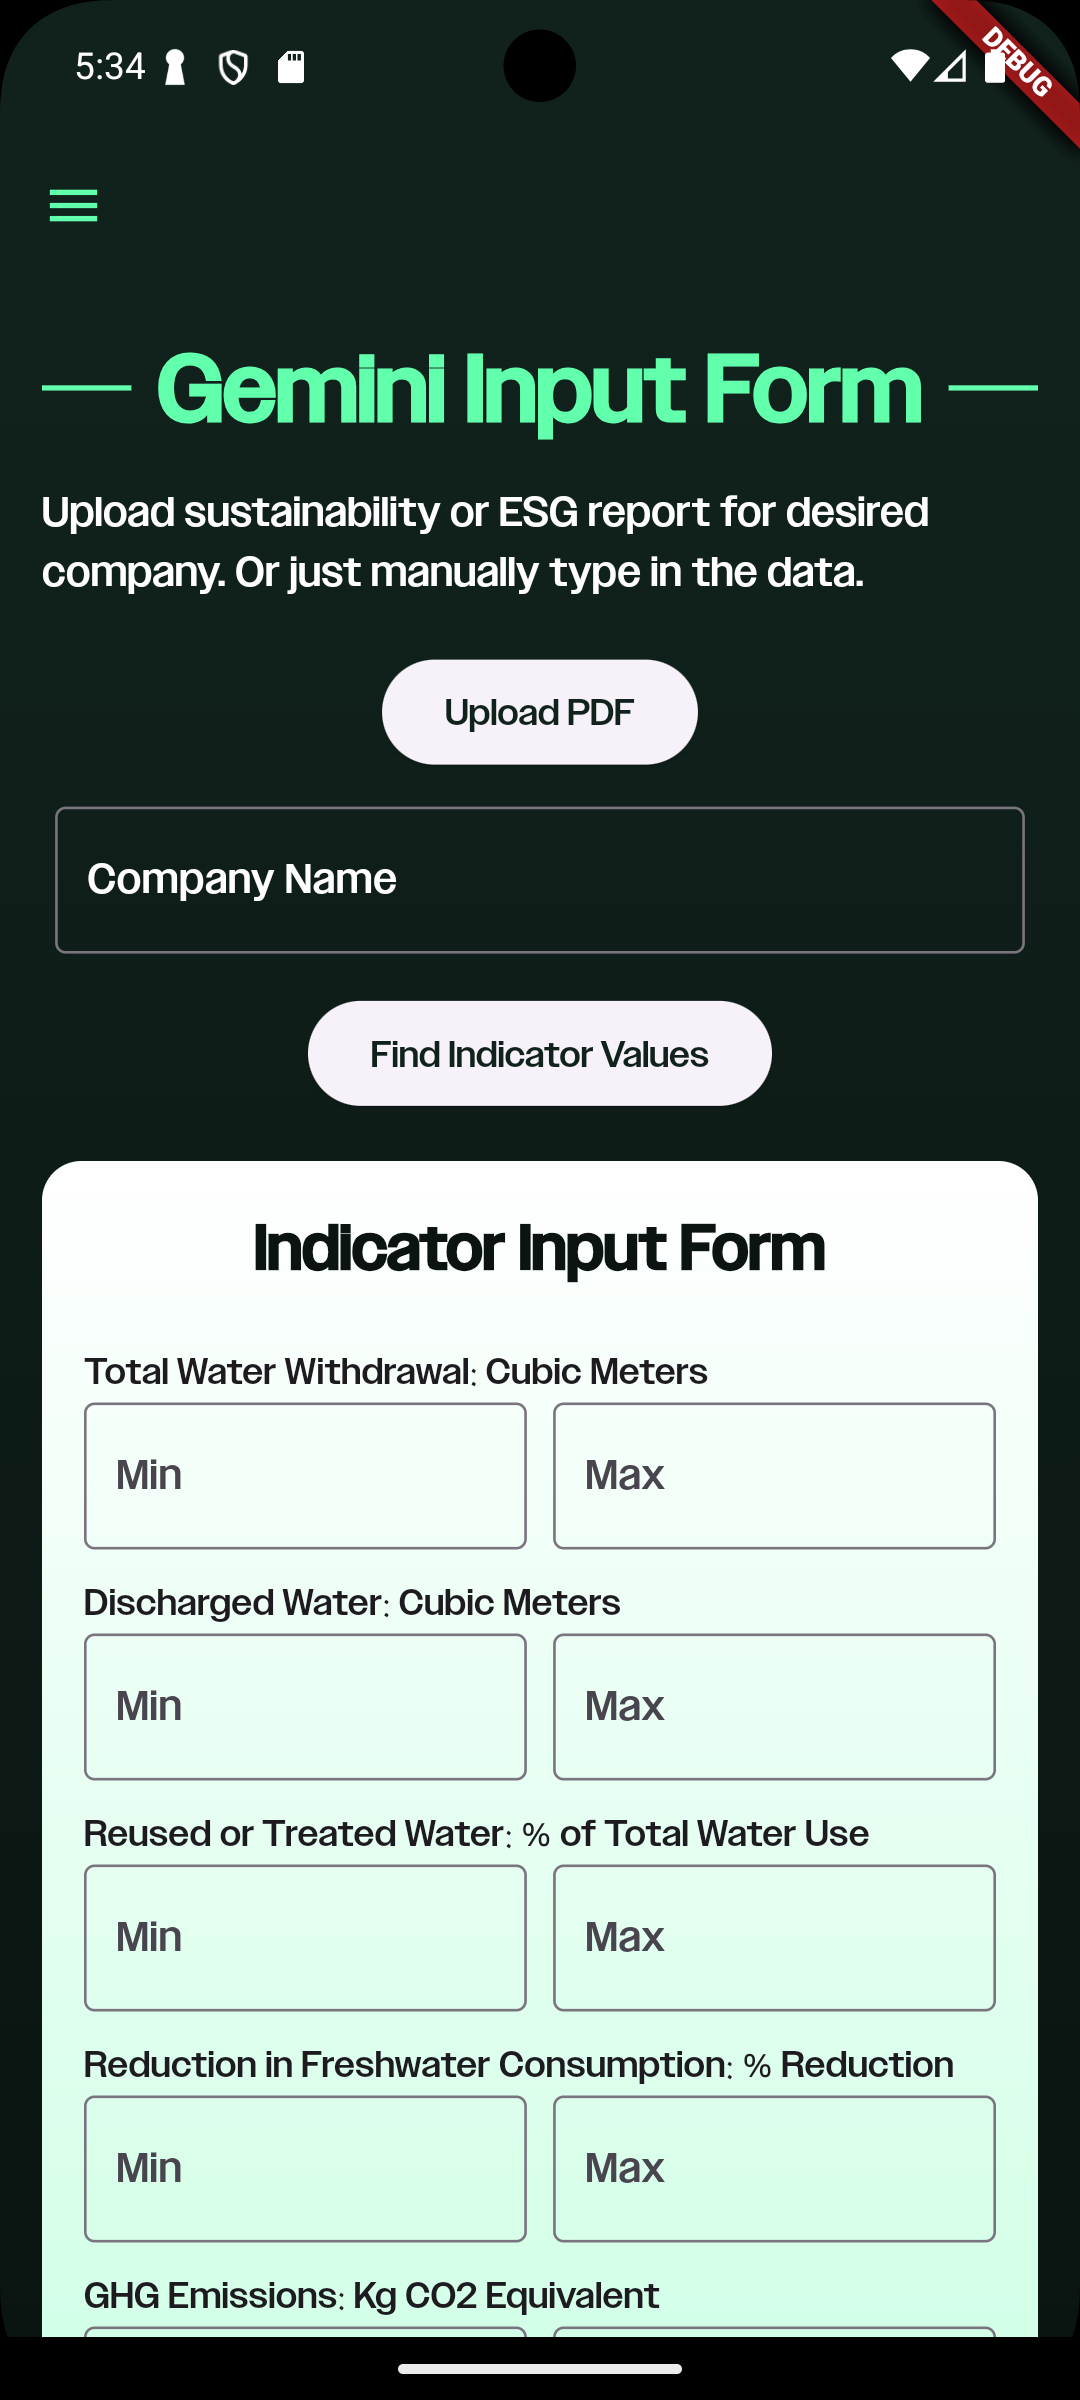 5:34
DEBUG
Gemini Input Form
Upload sustainability or ESG report for desired
company. Or just manually type in the data.
Upload PDF
Company Name
Find Indicator Values
Indicator Input Form
Total Water Withdrawal: Cubic Meters
Min Max
Discharged Water: Cubic Meters
Min Max
Reused or Treated Water: % of Total Water Use
Min Max
Reduction in Freshwater Consumption: % Reduction
Min Max
GHG Emissions: Kg CO2 Equivalent